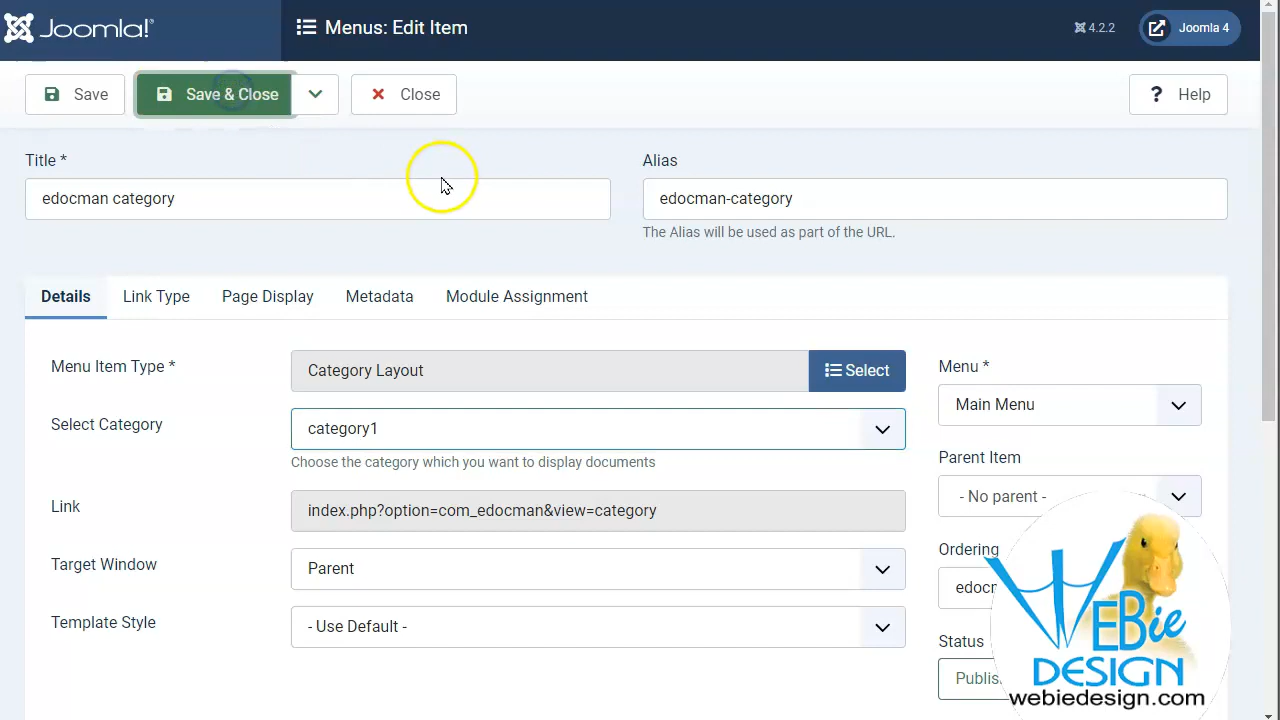 Joomla!®
Menus: Edit Item
4.2.2
Joomla 4
Save
Save & Close
Close
? Help
Title *
edocman category
Alias
edocman-category
The Alias will be used as part of the URL.
Details
Link Type
Page Display
Metadata
Module Assignment
Menu Item Type *
Category Layout
Select
Select Category
category1
Choose the category which you want to display documents
Link
index.php?option=com_edocman&view=category
Target Window
Parent
Template Style
- Use Default -
Menu *
Main Menu
Parent Item
- No parent -
Ordering
edocm
Status
Publis
WEBie
DESIGN
webiedesign.com